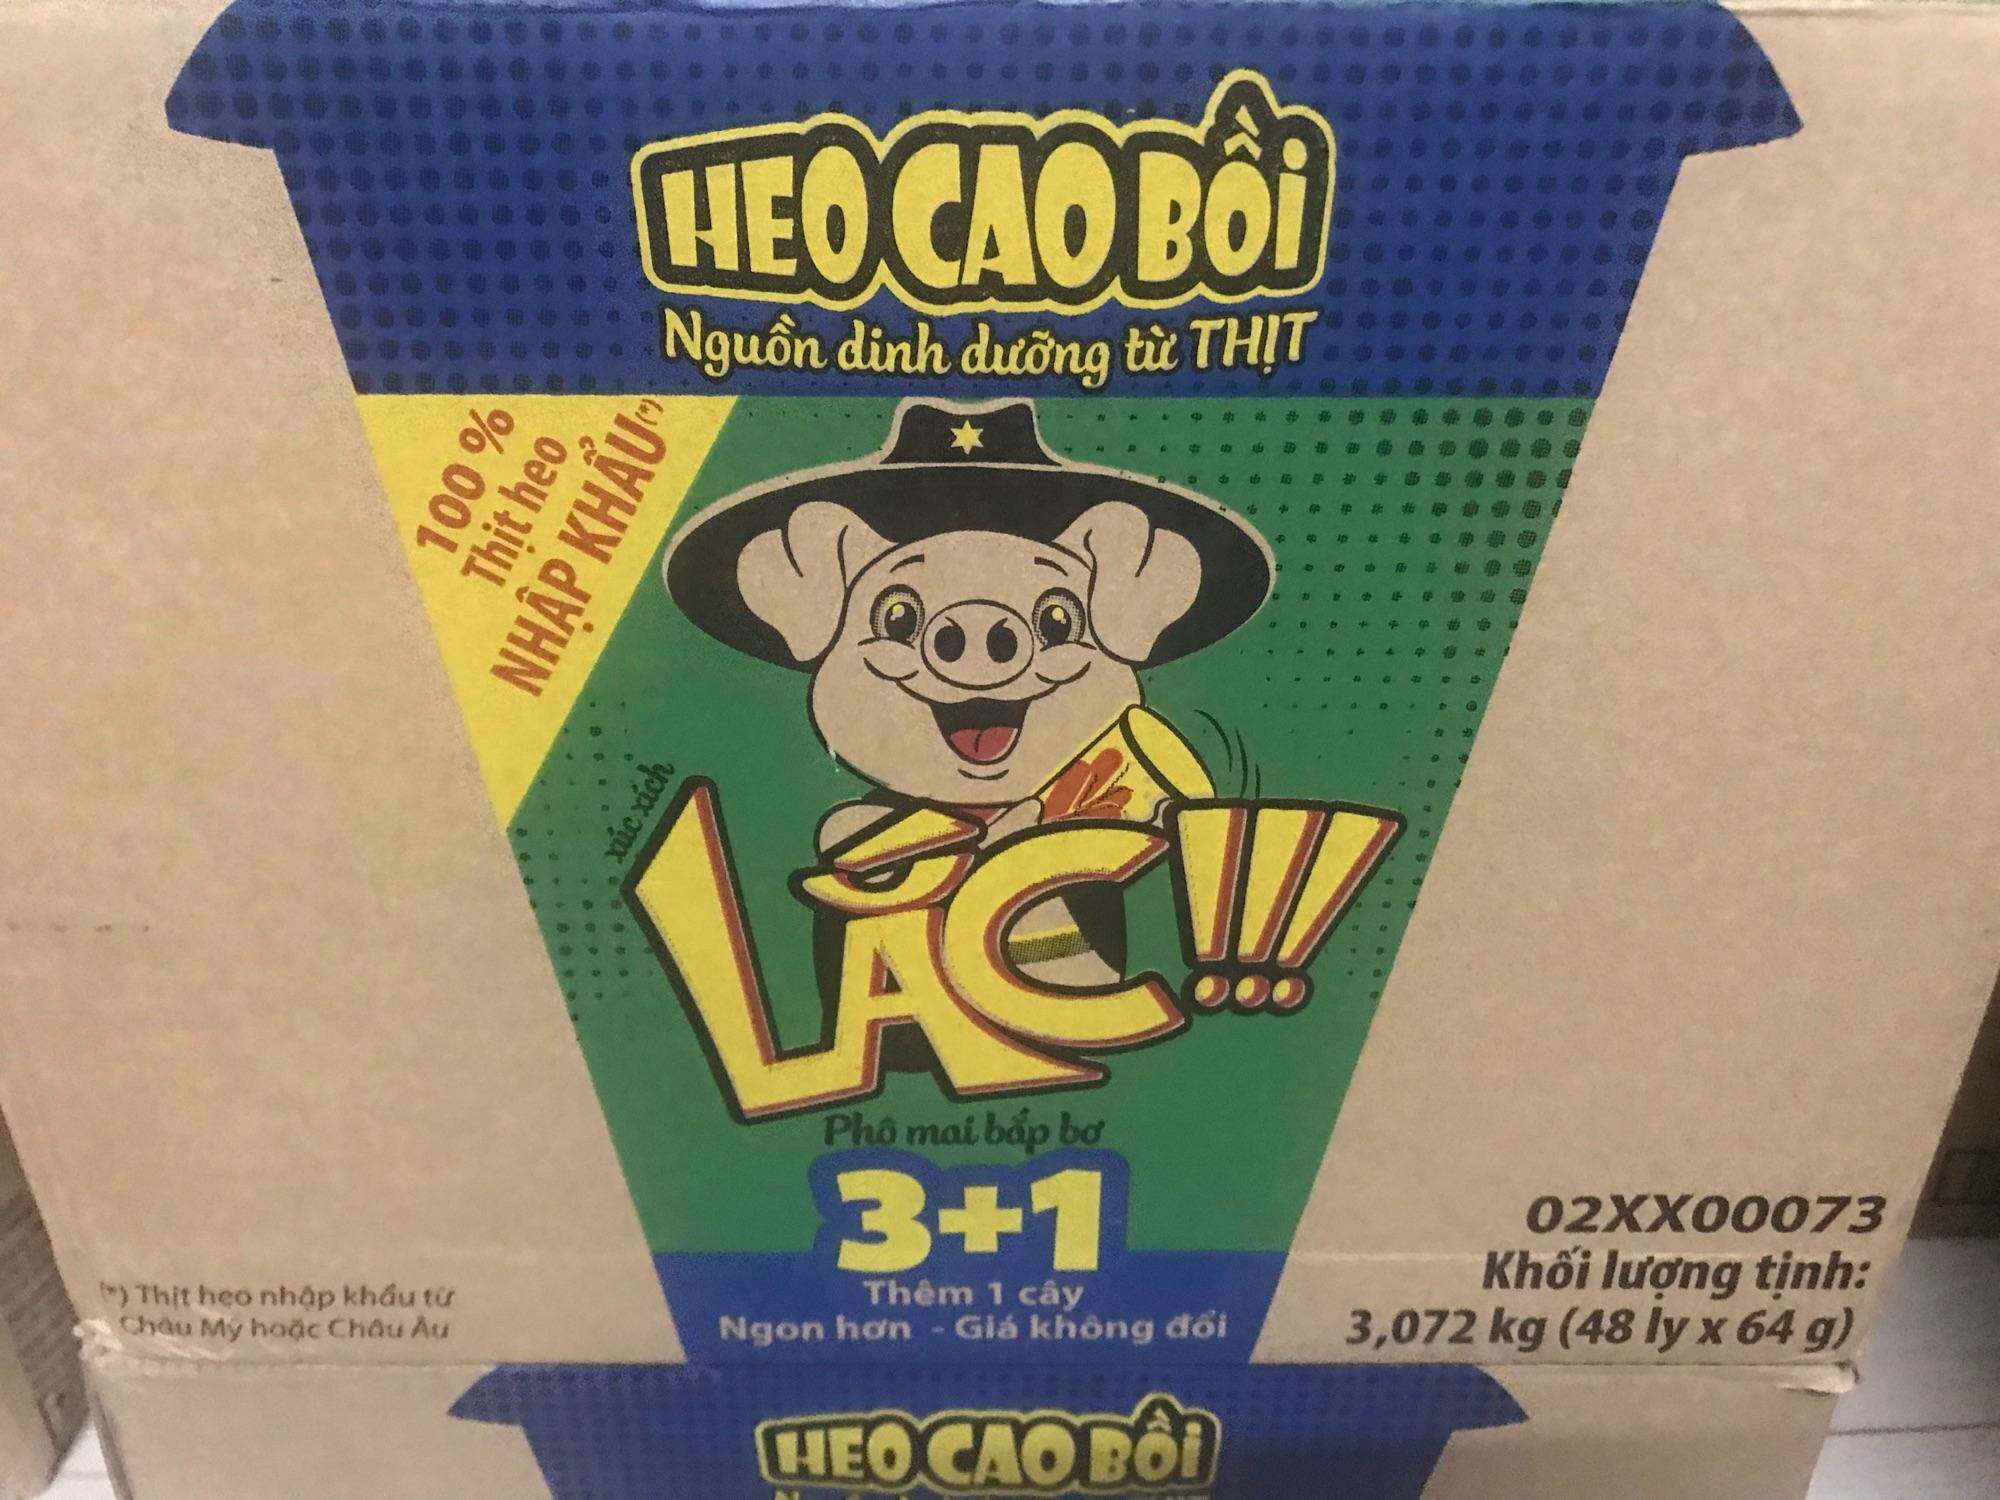 HEO CAO BỒI
Nguồn dinh dưỡng từ THỊT
100 %
Thịt heo
NHẬP KHẨU(*)
xúc xích
LẮC!!!
Phô mai bắp bơ
3+1
Thêm 1 cây
Ngon hơn - Giá không đổi
(*) Thịt heo nhập khẩu từ
Châu Mỹ hoặc Châu Âu
02XX00073
Khối lượng tịnh:
3,072 kg (48 ly x 64 g)
HEO CAO BỒI